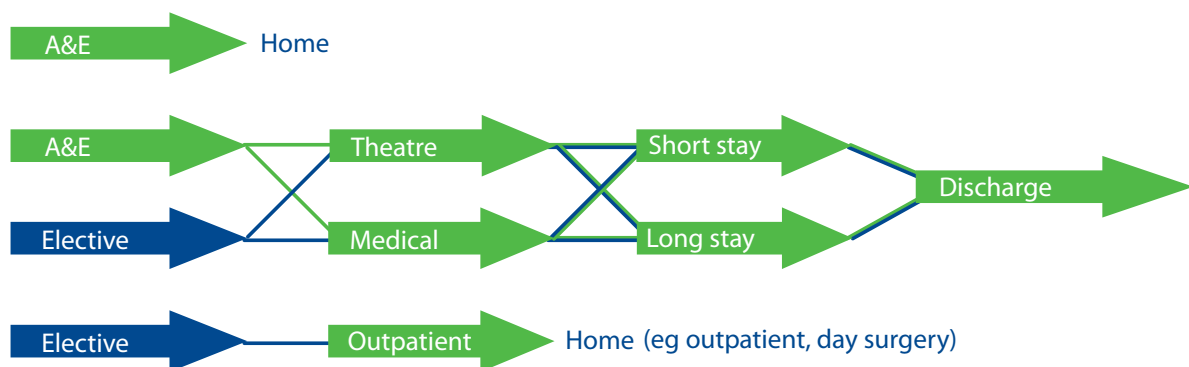 A&E Home
A&E Theatre Short stay
Discharge
Elective Medical Long stay
Elective Outpatient Home (eg outpatient, day surgery)